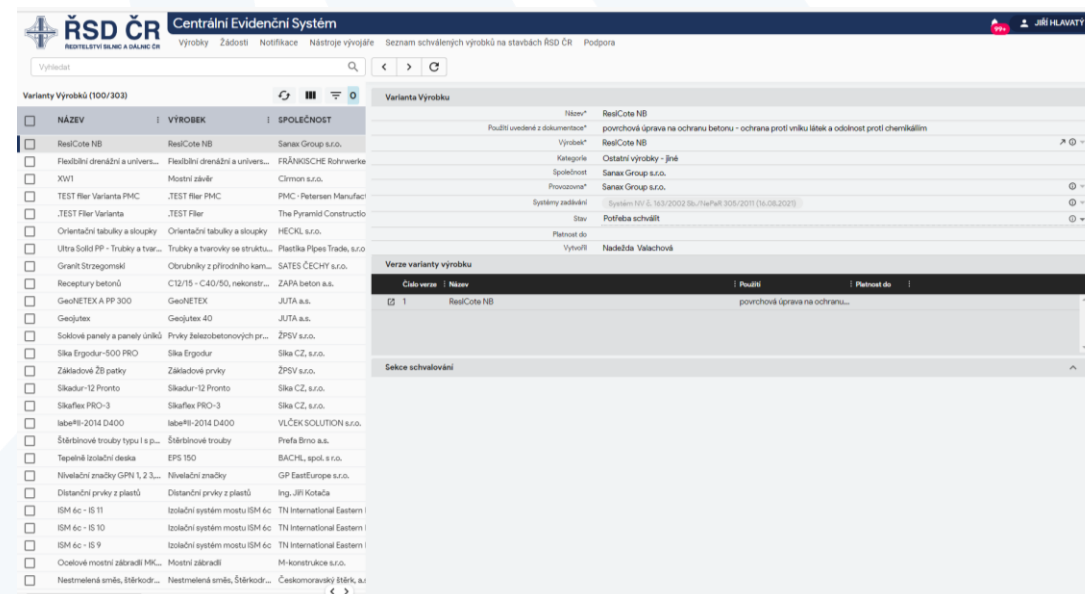 ŘSD ČR
ŘEDITELSTVÍ SILNIC A DÁLNIC ČR
Centrální Evidenční Systém
99+
JIŘÍ HLAVATÝ
Výrobky Žádosti Notifikace Nástroje vývojáře Seznam schválených výrobků na stavbách ŘSD ČR Podpora
Vyhledat
Varianty Výrobků (100/303)
NÁZEV VÝROBEK SPOLEČNOST
ResiCote NB ResiCote NB Sanax Group s.r.o.
Flexibilní drenážní a univers... Flexibilní drenážní a univers... FRÄNKISCHE Rohrwerke
XW1 Mostní závěr Cirmon s.r.o.
TEST fller Varianta PMC .TEST fller PMC PMC - Petersen Manufact
.TEST Filer Varianta .TEST Filer The Pyramid Constructio
Orientační tabulky a sloupky Orientační tabulky a sloupky HECKL s.r.o.
Ultra Solid PP - Trubky a tvar... Trubky a tvarovky se struktu... Plastika Pipes Trade, s.r.o
Granit Strzegomski Obrubníky z přírodního kam... SATES ČECHY s.r.o.
Receptury betonů C12/15 - C40/50, nekonstr... ZAPA beton a.s.
GeoNETEX A PP 300 GeoNETEX JUTA a.s.
Geojutex Geojutex 40 JUTA a.s.
Soklové panely a panely úniků Prvky železobetonových pr... ŽPSV s.r.o.
Sika Ergodur-500 PRO Sika Ergodur Sika CZ, s.r.o.
Základové ŽB patky Základové prvky ŽPSV s.r.o.
Sikadur-12 Pronto Sikadur-12 Pronto Sika CZ, s.r.o.
Sikaflex PRO-3 Sikaflex PRO-3 Sika CZ, s.r.o.
labe®II-2014 D400 labe®II-2014 D400 VLČEK SOLUTION s.r.o.
Štěrbinové trouby typu I s p... Štěrbinové trouby Prefa Brno a.s.
Tepelně izolační deska EPS 150 BACHL, spol. s r.o.
Nivelační značky GPN 1, 2 3,... Nivelační značky GP EastEurope s.r.o.
Distanční prvky z plastů Distanční prvky z plastů Ing. Jiří Kotača
ISM 6c - IS 11 Izolační systém mostu ISM 6c TN International Eastern
ISM 6c - IS 10 Izolační systém mostu ISM 6c TN International Eastern
ISM 6c - IS 9 Izolační systém mostu ISM 6c TN International Eastern
Ocelové mostní zábradlí MK... Mostní zábradlí M-konstrukce s.r.o.
Nestmelená směs, štěrkodr... Nestmelená směs, Štěrkodr... Českomoravský štěrk, a.s
Varianta Výrobku
Název* ResiCote NB
Použití uvedené z dokumentace* povrchová úprava na ochranu betonu - ochrana proti vniku látek a odolnost proti chemikáliím
Výrobek* ResiCote NB
Kategorie Ostatní výrobky - jiné
Společnost Sanax Group s.r.o.
Provozovna* Sanax Group s.r.o.
Systémy zadávání Systém NV č. 163/2002 Sb./NePeR 305/2011 (16.08.2021)
Stav Potřeba schválit
Platnost do
Vytvořil Nadežda Valachová
Verze varianty výrobku
Číslo verze Název Použití Platnost do
1 ResiCote NB povrchová úprava na ochranu...
Sekce schvalování